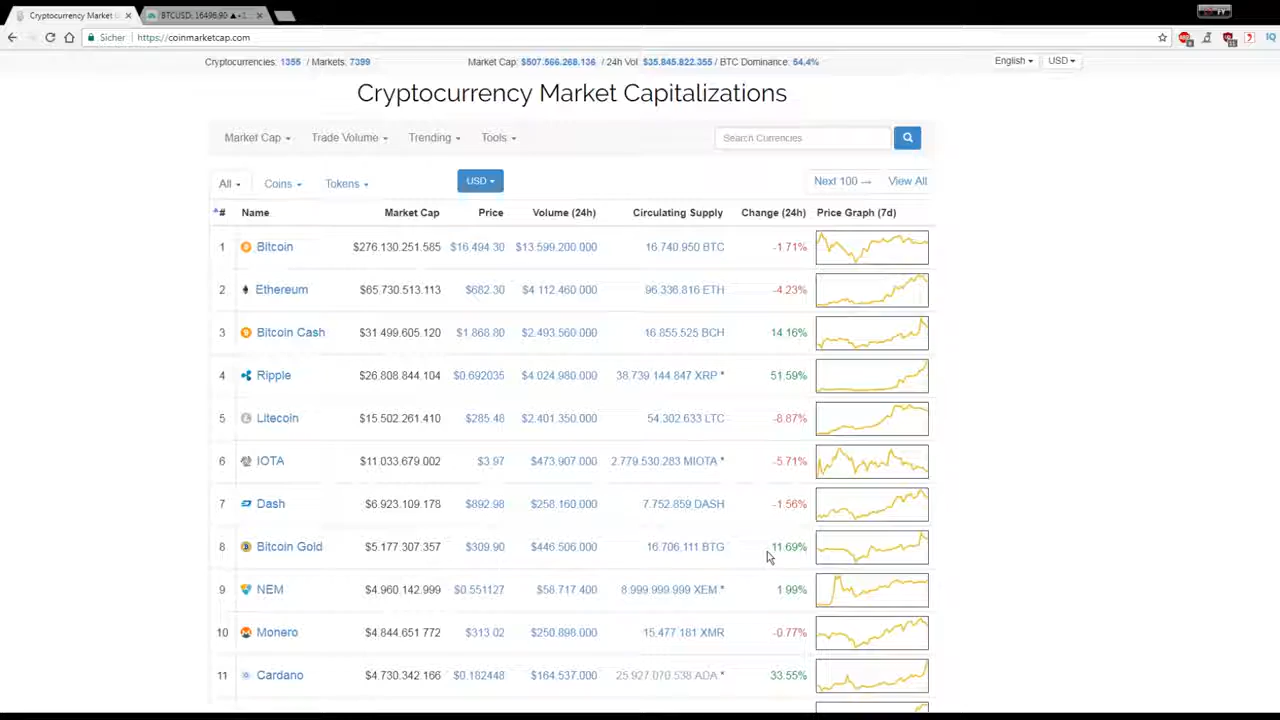 Cryptocurrency Market
BTCUSD: 16496.90 ▲+1...
Sicher | https://coinmarketcap.com
Cryptocurrencies: 1355 / Markets: 7399 Market Cap: $507.566.268.136 / 24h Vol: $35.845.822.355 / BTC Dominance: 54.4% English USD
Cryptocurrency Market Capitalizations
Market Cap Trade Volume Trending Tools Search Currencies
All Coins Tokens USD Next 100 → View All
# Name Market Cap Price Volume (24h) Circulating Supply Change (24h) Price Graph (7d)
1 Bitcoin $276.130.251.585 $16.494.30 $13.599.200.000 16.740.950 BTC -1.71%
2 Ethereum $65.730.513.113 $682.30 $4 112.460.000 96.336.816 ETH -4.23%
3 Bitcoin Cash $31.499.605.120 $1 868.80 $2.493.560.000 16.855.525 BCH 14.16%
4 Ripple $26.808 844 104 $0.692035 $4 024.980.000 38.739 144.847 XRP * 51.59%
5 Litecoin $15 502.261.410 $285.48 $2.401 350.000 54.302.633 LTC -8.87%
6 IOTA $11 033.679 002 $3.97 $473,907.000 2.779.530.283 MIOTA * -5.71%
7 Dash $6.923.109.178 $892.98 $258.160.000 7.752.859 DASH -1.56%
8 Bitcoin Gold $5 177.307.357 $309.90 $446.506.000 16.706.111 BTG 11.69%
9 NEM $4.960.142.999 $0.551127 $58.717 400 8.999 999.999 XEM * 1.99%
10 Monero $4 844 651 772 $313.02 $250.898.000 15.477 181 XMR -0.77%
11 Cardano $4.730.342.166 $0.182448 $164.537.000 25 927 070.538 ADA * 33.55%